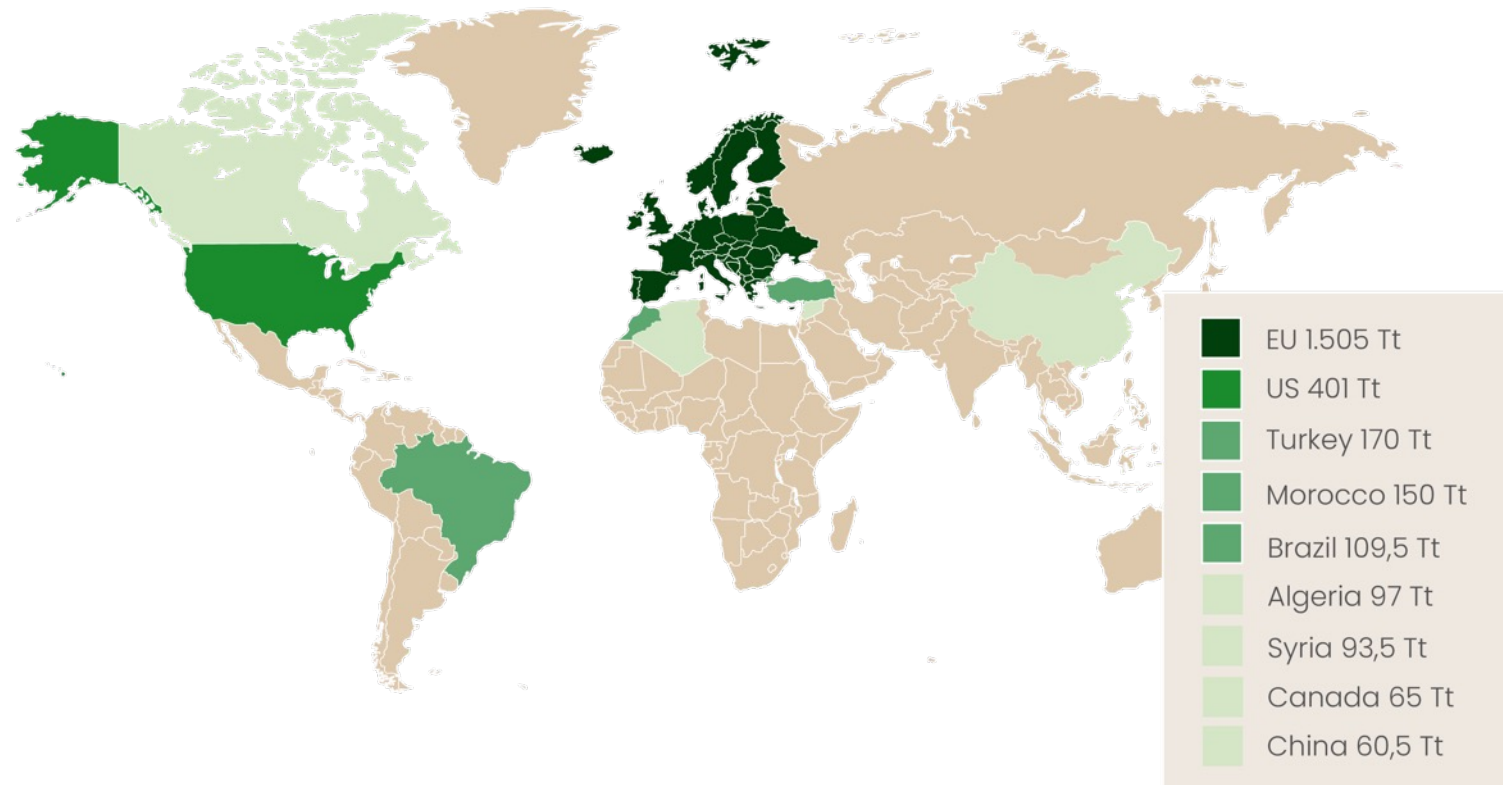 EU 1.505 Tt
US 401 Tt
Turkey 170 Tt
Morocco 150 Tt
Brazil 109,5 Tt
Algeria 97 Tt
Syria 93,5 Tt
Canada 65 Tt
China 60,5 Tt